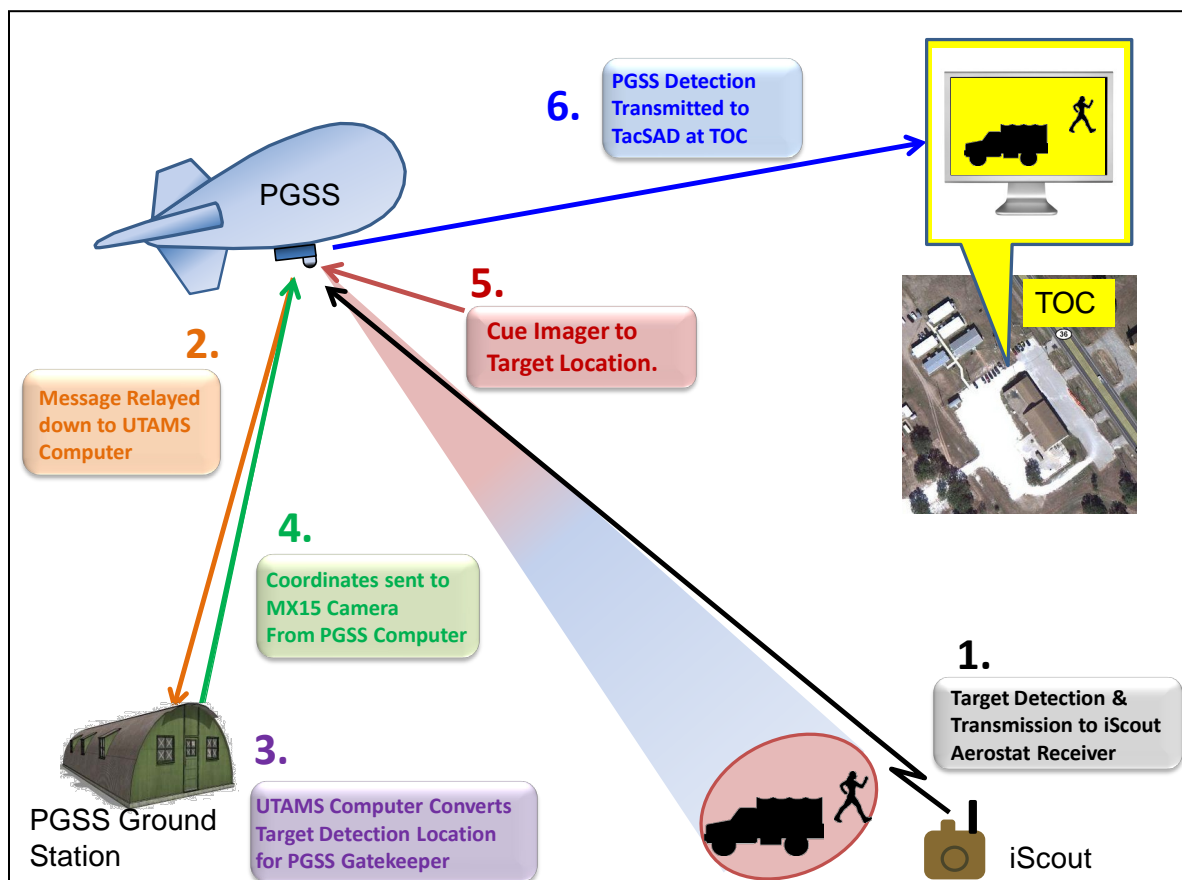 6.
PGSS Detection
Transmitted to
TacSAD at TOC
PGSS
TOC
36
5.
Cue Imager to
Target Location.
2.
Message Relayed
down to UTAMS
Computer
4.
Coordinates sent to
MX15 Camera
From PGSS Computer
1.
Target Detection &
Transmission to iScout
Aerostat Receiver
3.
UTAMS Computer Converts
Target Detection Location
for PGSS Gatekeeper
PGSS Ground
Station
iScout